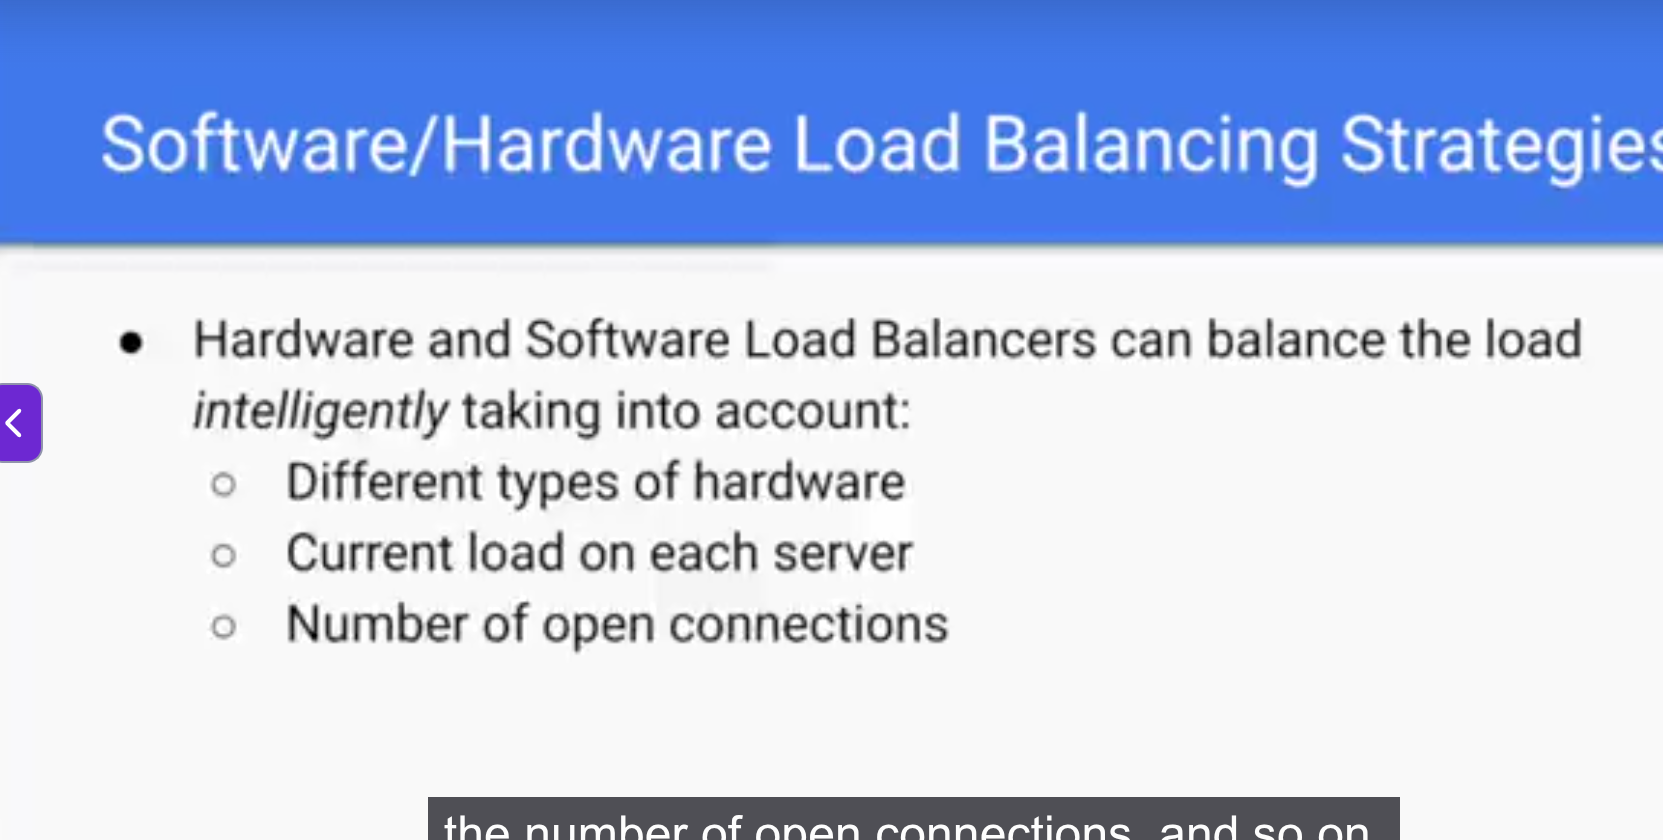 Software/Hardware Load Balancing Strategies
● Hardware and Software Load Balancers can balance the load
intelligently taking into account:
○ Different types of hardware
○ Current load on each server
○ Number of open connections
the number of open connections, and so on